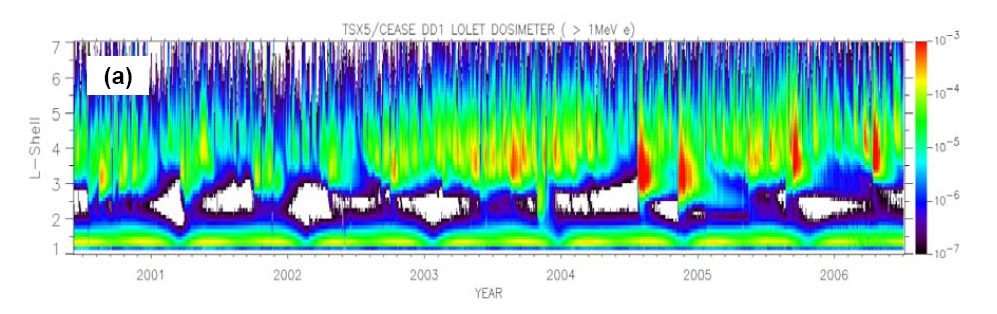 TSX5/CEASE DD1 LOLET DOSIMETER ( > 1MeV e)
(a)
7
6
5
4
3
2
1
L-Shell
10⁻³
10⁻⁴
10⁻⁵
10⁻⁶
10⁻⁷
2001 2002 2003 2004 2005 2006
YEAR